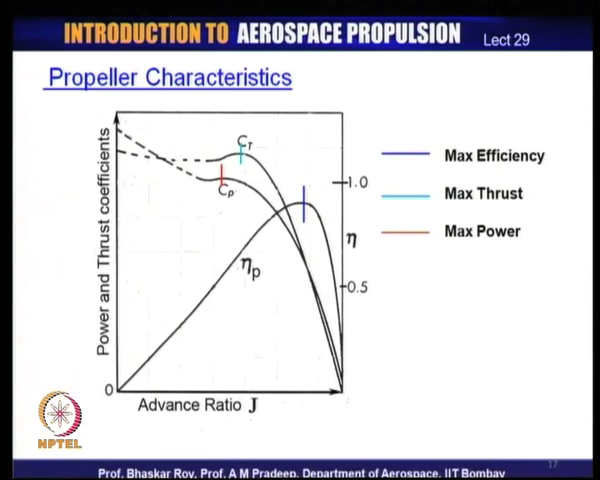 INTRODUCTION TO AEROSPACE PROPULSION Lect 29
Propeller Characteristics
Power and Thrust coefficients
C_T
C_P
η_p
1.0
η
0.5
0
Advance Ratio J
Max Efficiency
Max Thrust
Max Power
NPTEL
17
Prof. Bhaskar Roy, Prof. A M Pradeep, Department of Aerospace, IIT Bombay